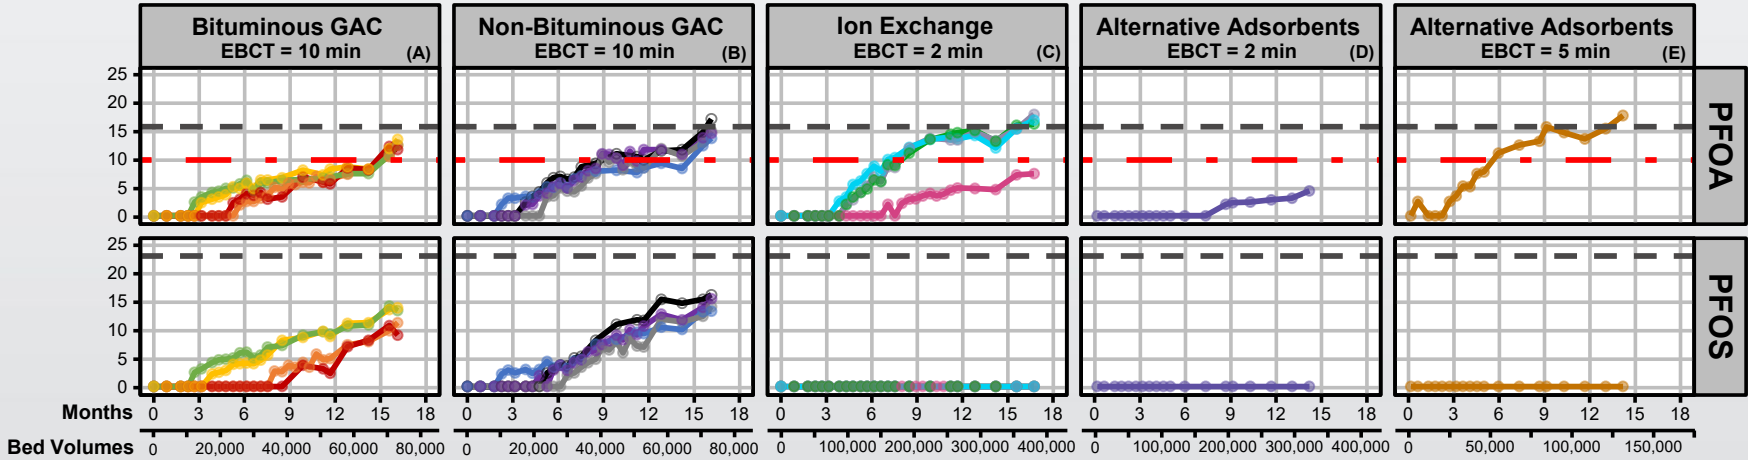 Bituminous GAC
EBCT = 10 min (A)
Non-Bituminous GAC
EBCT = 10 min (B)
Ion Exchange
EBCT = 2 min (C)
Alternative Adsorbents
EBCT = 2 min (D)
Alternative Adsorbents
EBCT = 5 min (E)
25
20
15
10
5
0
PFOA
25
20
15
10
5
0
PFOS
Months 0 3 6 9 12 15 18 0 3 6 9 12 15 18 0 3 6 9 12 15 18 0 3 6 9 12 15 18 0 3 6 9 12 15 18
Bed Volumes 0 20,000 40,000 60,000 80,000 0 20,000 40,000 60,000 80,000 0 100,000 200,000 300,000 400,000 0 100,000 200,000 300,000 400,000 0 50,000 100,000 150,000